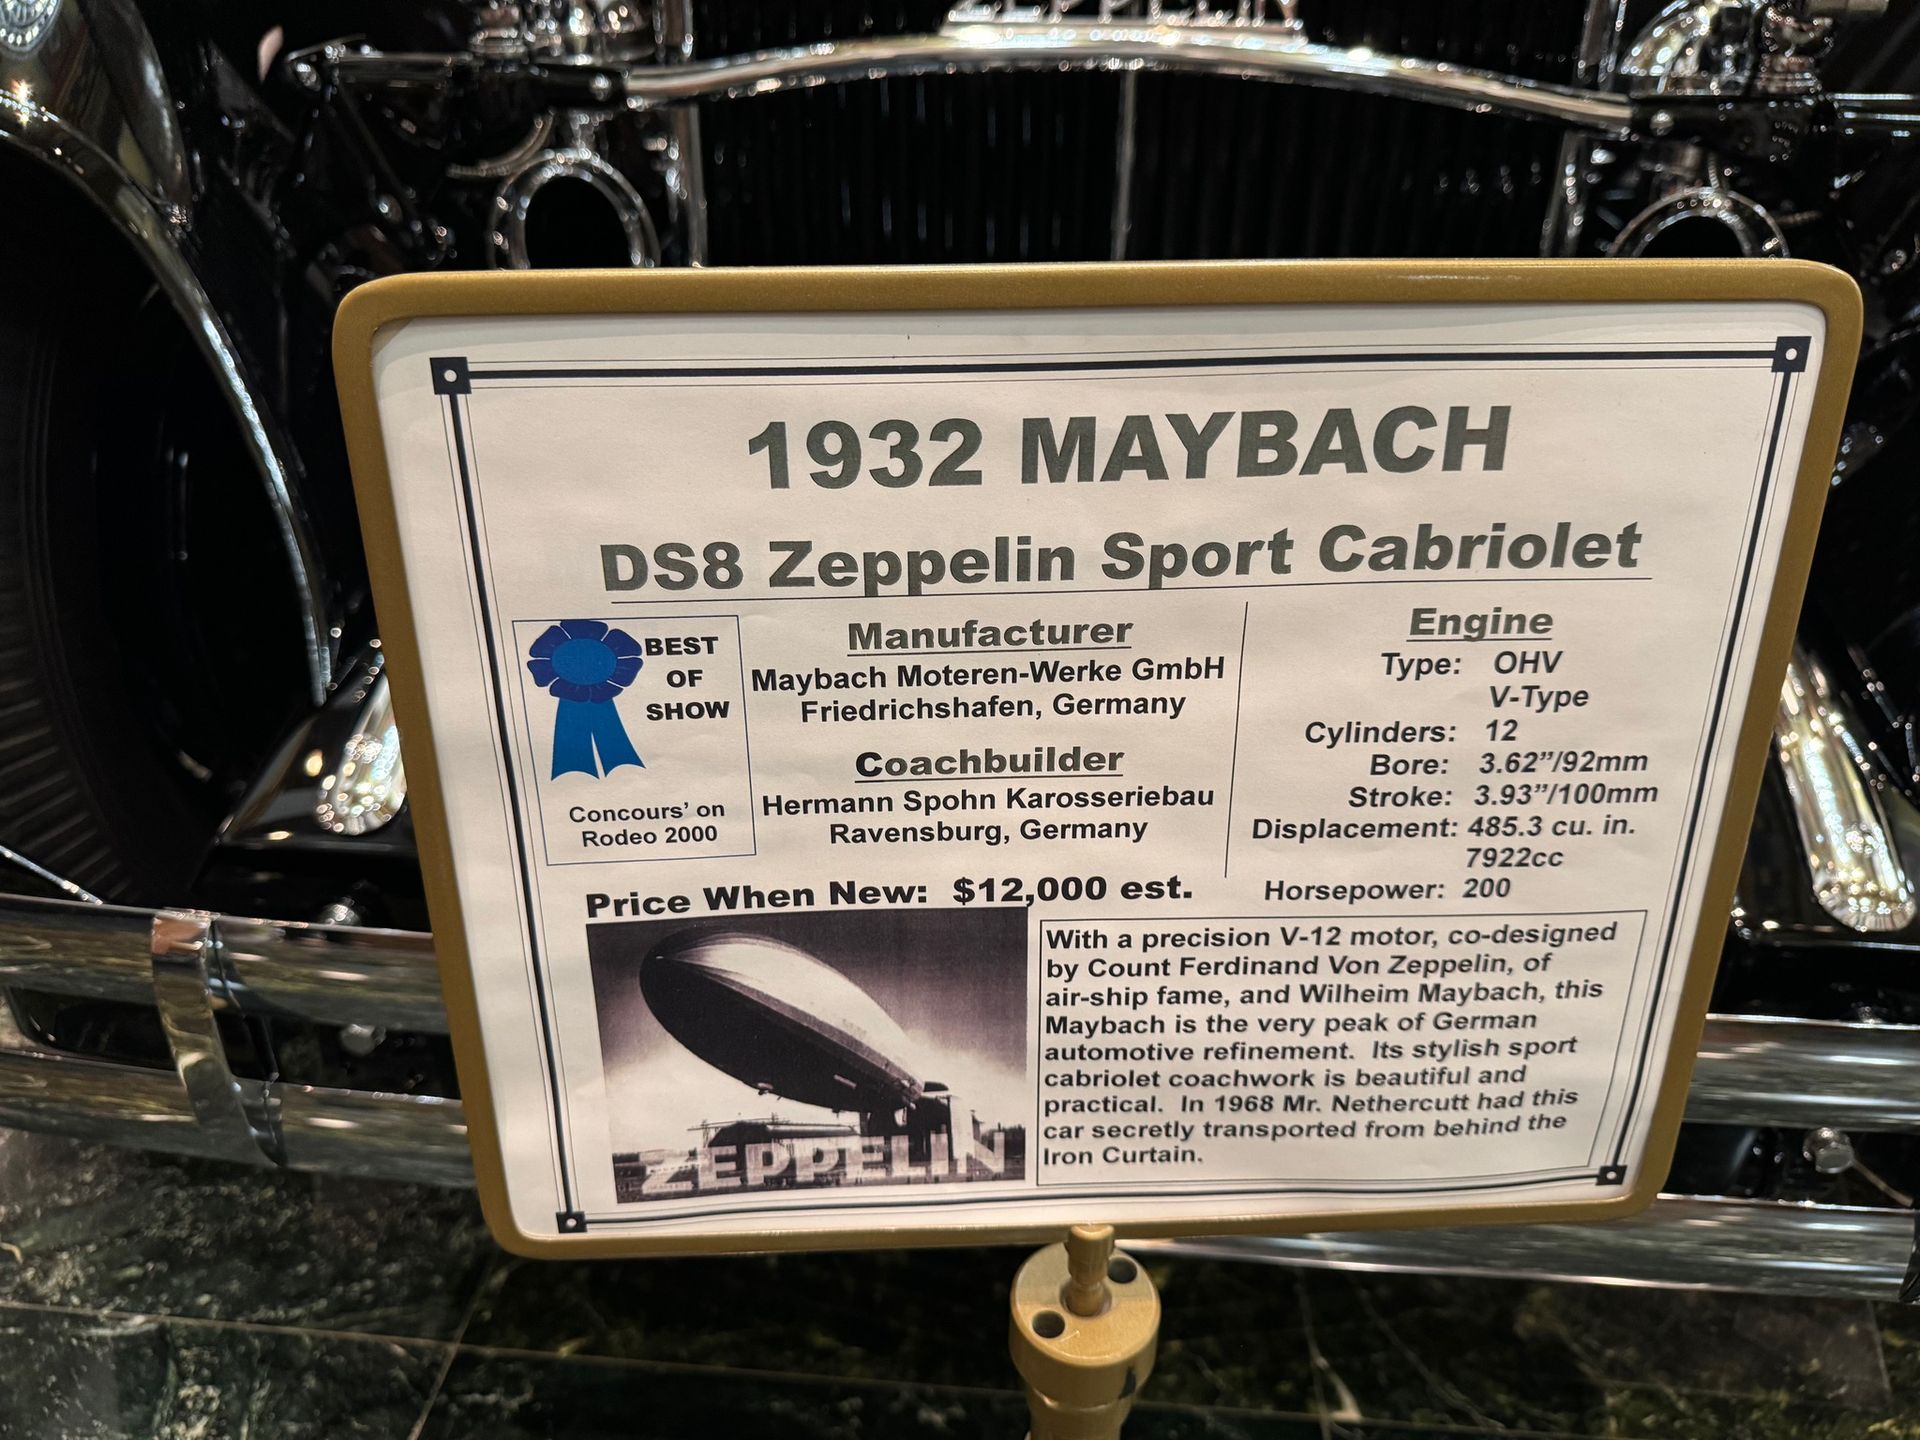 ZEPPELIN
1932 MAYBACH
DS8 Zeppelin Sport Cabriolet
BEST
OF
SHOW
Concours' on
Rodeo 2000
Manufacturer
Maybach Moteren-Werke GmbH
Friedrichshafen, Germany
Coachbuilder
Hermann Spohn Karosseriebau
Ravensburg, Germany
Engine
Type: OHV
V-Type
Cylinders: 12
Bore: 3.62”/92mm
Stroke: 3.93”/100mm
Displacement: 485.3 cu. in.
7922cc
Horsepower: 200
Price When New: $12,000 est.
ZEPPELIN
With a precision V-12 motor, co-designed
by Count Ferdinand Von Zeppelin, of
air-ship fame, and Wilheim Maybach, this
Maybach is the very peak of German
automotive refinement. Its stylish sport
cabriolet coachwork is beautiful and
practical. In 1968 Mr. Nethercutt had this
car secretly transported from behind the
Iron Curtain.